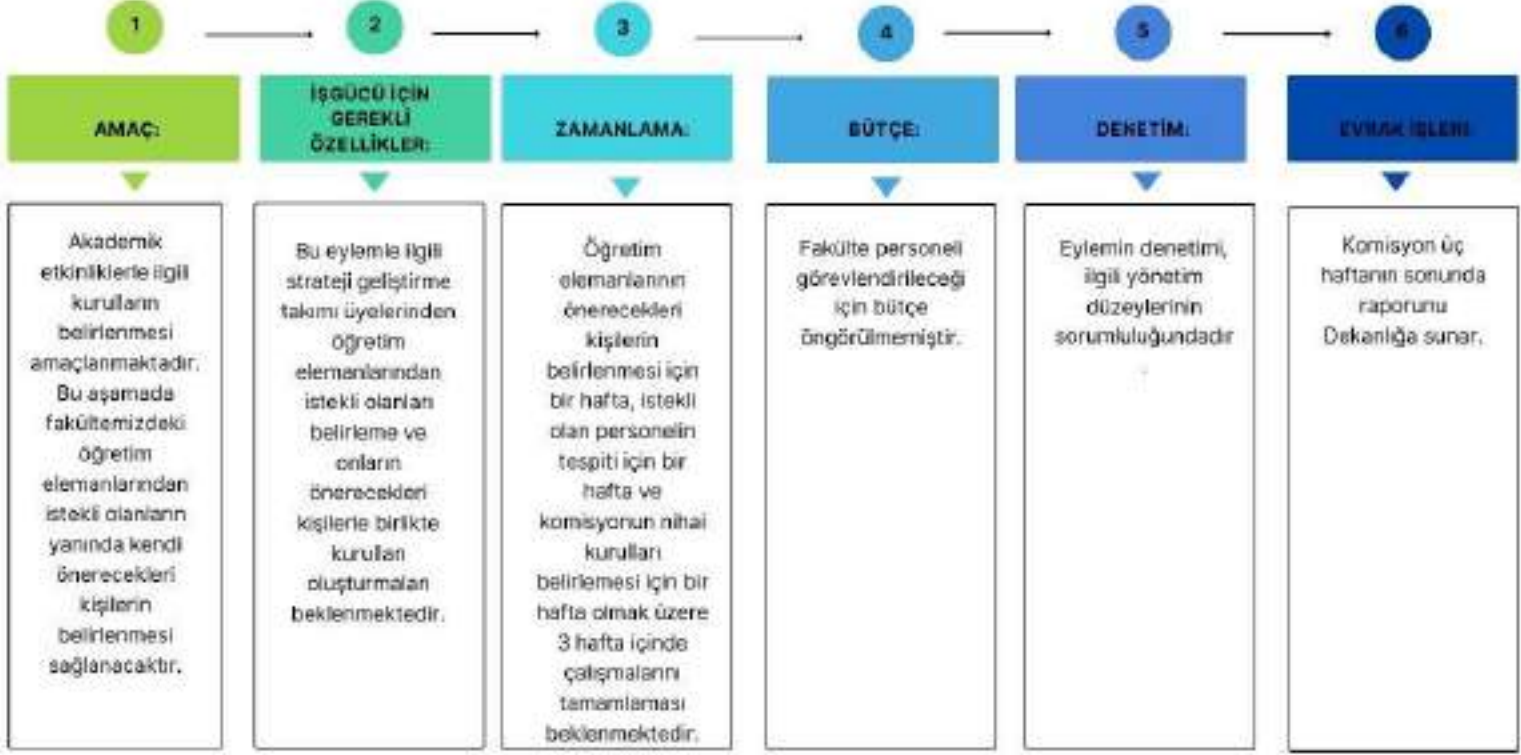 1
2
3
4
5
6
AMAÇ:
İŞGÜCÜ İÇİN
GEREKLİ
ÖZELLİKLER:
ZAMANLAMA:
BÜTÇE:
DENETİM:
EVRAK İŞLERİ:
Akademik
etkinliklerle ilgili
kurulların
belirlenmesi
amaçlanmaktadır.
Bu aşamada
fakültemizdeki
öğretim
elemanlarından
istekli olanların
yanında kendi
önerecekleri
kişilerin
belirlenmesi
sağlanacaktır.
Bu eylemle ilgili
strateji geliştirme
takımı üyelerinden
öğretim
elemanlarından
istekli olanları
belirleme ve
onların
önerecekleri
kişilerle birlikte
kurulları
oluşturmaları
beklenmektedir.
Öğretim
elemanlarının
önerecekleri
kişilerin
belirlenmesi için
bir hafta, istekli
olan personelin
tespiti için bir
hafta ve
komisyonun nihai
kurulları
belirlemesi için bir
hafta olmak üzere
3 hafta içinde
çalışmalarını
tamamlaması
beklenmektedir.
Fakülte personeli
görevlendirileceği
için bütçe
öngörülmemiştir.
Eylemin denetimi,
ilgili yönetim
düzeylerinin
sorumluluğundadır
.
Komisyon üç
haftanın sonunda
raporunu
Dekanlığa sunar.